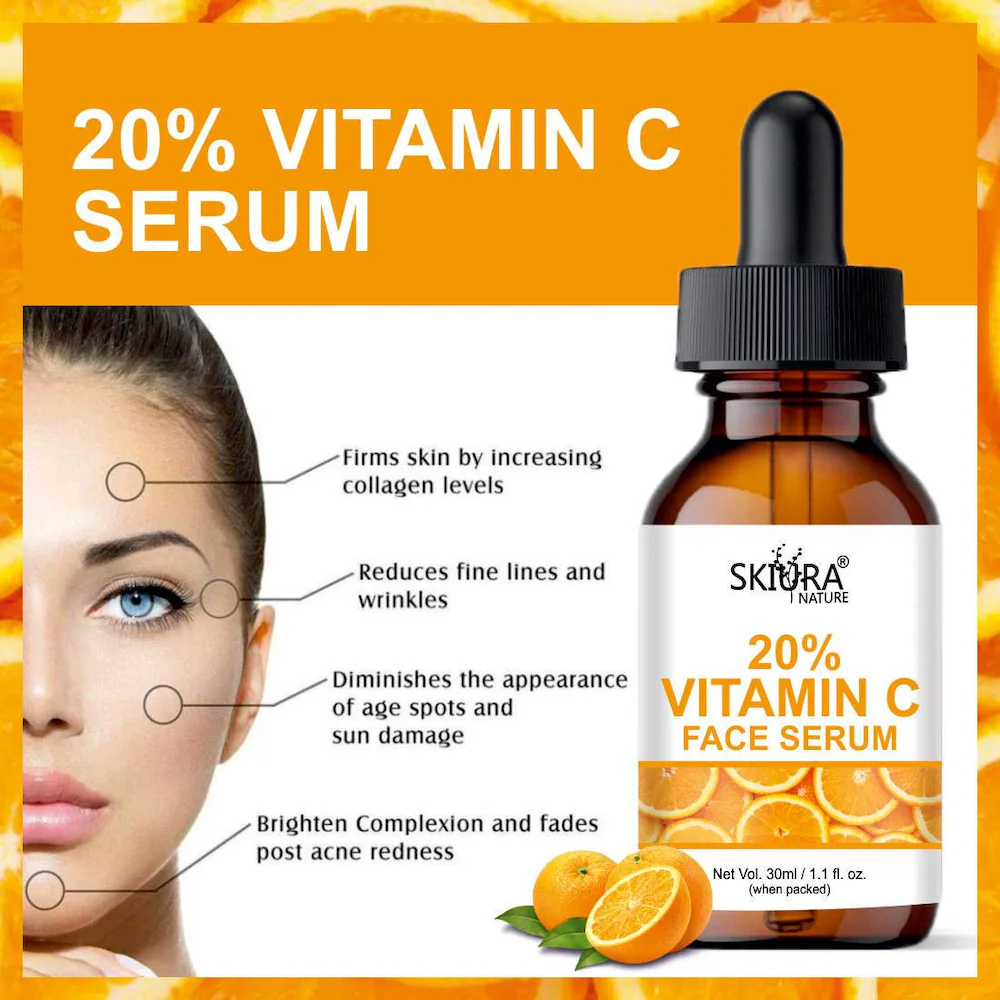 20% VITAMIN C
SERUM
Firms skin by increasing
collagen levels
Reduces fine lines and
wrinkles
Diminishes the appearance
of age spots and
sun damage
Brighten Complexion and fades
post acne redness
SKIURA®
NATURE
20%
VITAMIN C
FACE SERUM
Net Vol. 30ml / 1.1 fl. oz.
(when packed)